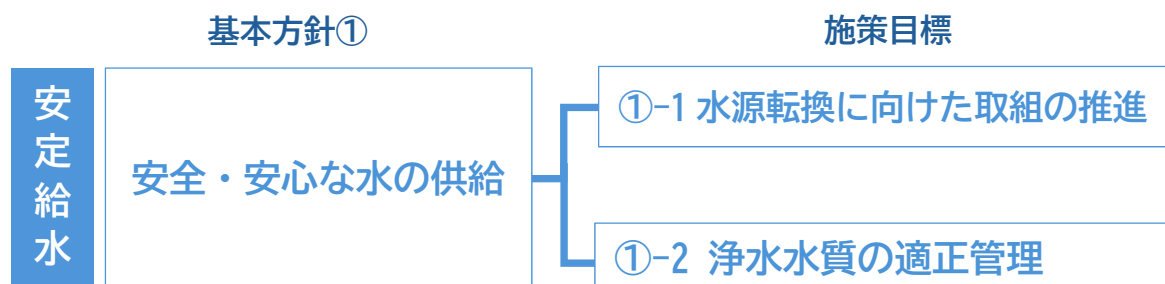 基本方針①
施策目標
安定給水
安全・安心な水の供給
①-1 水源転換に向けた取組の推進
①-2 浄水水質の適正管理